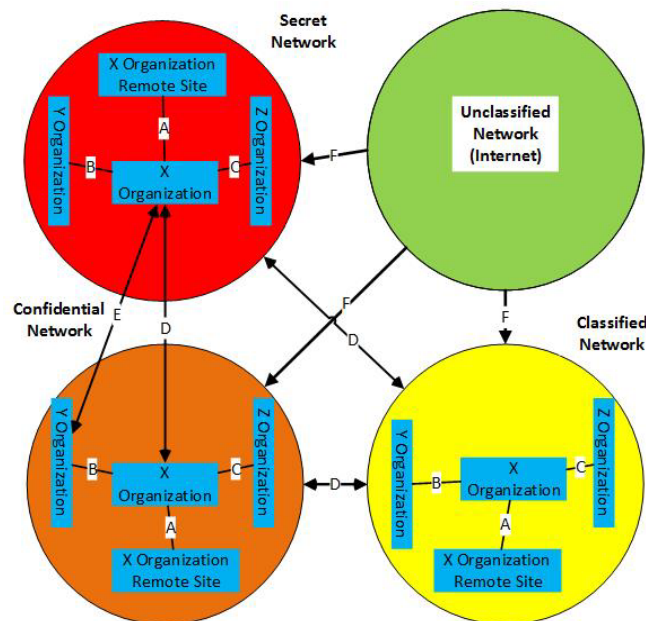 Secret
Network
X Organization
Remote Site
A
Y Organization
B
X
Organization
C
Z Organization
Unclassified
Network
(Internet)
F
F
F
Confidential
Network
E
D
D
Classified
Network
Y Organization
B
X
Organization
C
Z Organization
A
X Organization
Remote Site
D
Y Organization
B
X
Organization
C
Z Organization
A
X Organization
Remote Site